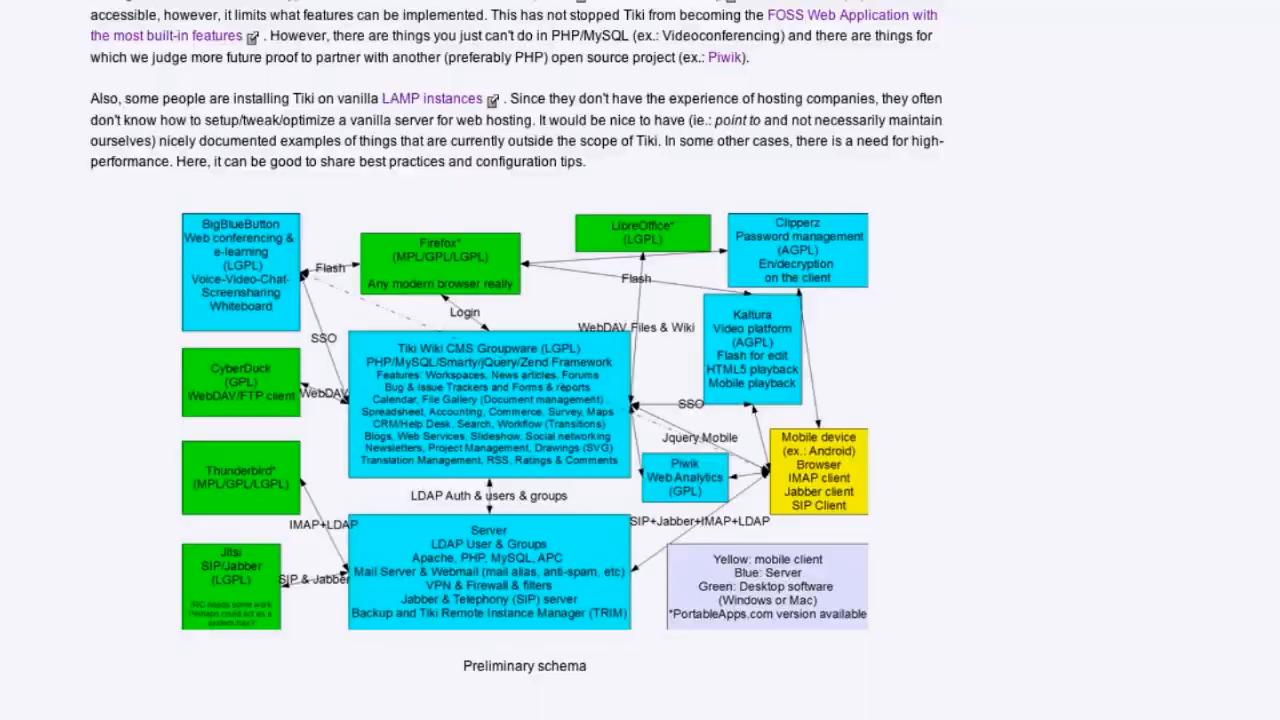 accessible, however, it limits what features can be implemented. This has not stopped Tiki from becoming the FOSS Web Application with
the most built-in features . However, there are things you just can't do in PHP/MySQL (ex.: Videoconferencing) and there are things for
which we judge more future proof to partner with another (preferably PHP) open source project (ex.: Piwik).
Also, some people are installing Tiki on vanilla LAMP instances . Since they don't have the experience of hosting companies, they often
don't know how to setup/tweak/optimize a vanilla server for web hosting. It would be nice to have (ie.: point to and not necessarily maintain
ourselves) nicely documented examples of things that are currently outside the scope of Tiki. In some other cases, there is a need for high-
performance. Here, it can be good to share best practices and configuration tips.
BigBlueButton
Web conferencing &
e-learning
(LGPL)
Voice-Video-Chat-
Screensharing
Whiteboard
Flash
Firefox*
(MPL/GPL/LGPL)
Any modern browser really
LibreOffice*
(LGPL)
Clipperz
Password management
(AGPL)
En/decryption
on the client
Flash
Login
WebDAV Files & Wiki
Kaltura
Video platform
(AGPL)
Flash for edit
HTML5 playback
Mobile playback
SSO
CyberDuck
(GPL)
WebDAV/FTP client
WebDAV
Tiki Wiki CMS Groupware (LGPL)
PHP/MySQL/Smarty/jQuery/Zend Framework
Features: Workspaces, News articles, Forums
Bug & Issue Trackers and Forms & reports
Calendar, File Gallery (Document management)
Spreadsheet, Accounting, Commerce, Survey, Maps
CRM/Help Desk, Search, Workflow (Transitions)
Blogs, Web Services, Slideshow, Social networking
Newsletters, Project Management, Drawings (SVG)
Translation Management, RSS, Ratings & Comments
SSO
Jquery Mobile
Mobile device
(ex.: Android)
Browser
IMAP client
Jabber client
SIP Client
Piwik
Web Analytics
(GPL)
Thunderbird*
(MPL/GPL/LGPL)
LDAP Auth & users & groups
IMAP+LDAP
SIP+Jabber+IMAP+LDAP
Server
LDAP User & Groups
Apache, PHP, MySQL, APC
Mail Server & Webmail (mail alias, anti-spam, etc)
VPN & Firewall & filters
Jabber & Telephony (SIP) server
Backup and Tiki Remote Instance Manager (TRIM)
Jitsi
SIP/Jabber
(LGPL)
needs some work
Perhaps could act as a
SIP & Jabber
Yellow: mobile client
Blue: Server
Green: Desktop software
(Windows or Mac)
*PortableApps.com version available
Preliminary schema